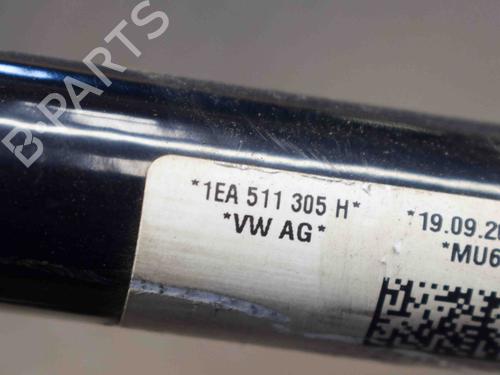 B PARTS
*1EA 511 305 H*
*VW AG*
*19.09.20
*MU6